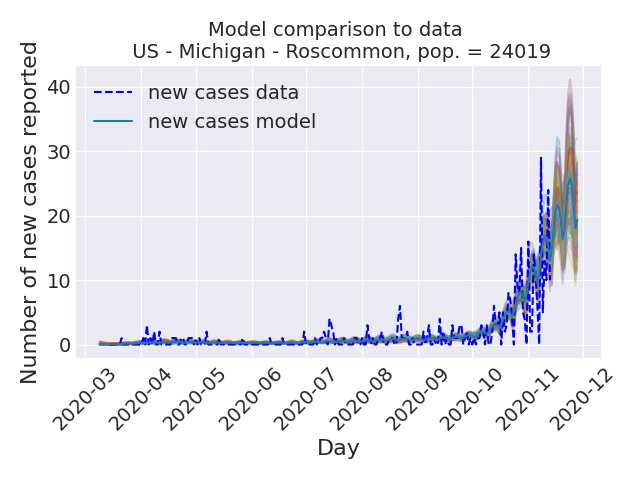 Model comparison to data
US - Michigan - Roscommon, pop. = 24019
Number of new cases reported
40
30
20
10
0
new cases data
new cases model
2020-03
2020-04
2020-05
2020-06
2020-07
2020-08
2020-09
2020-10
2020-11
2020-12
Day